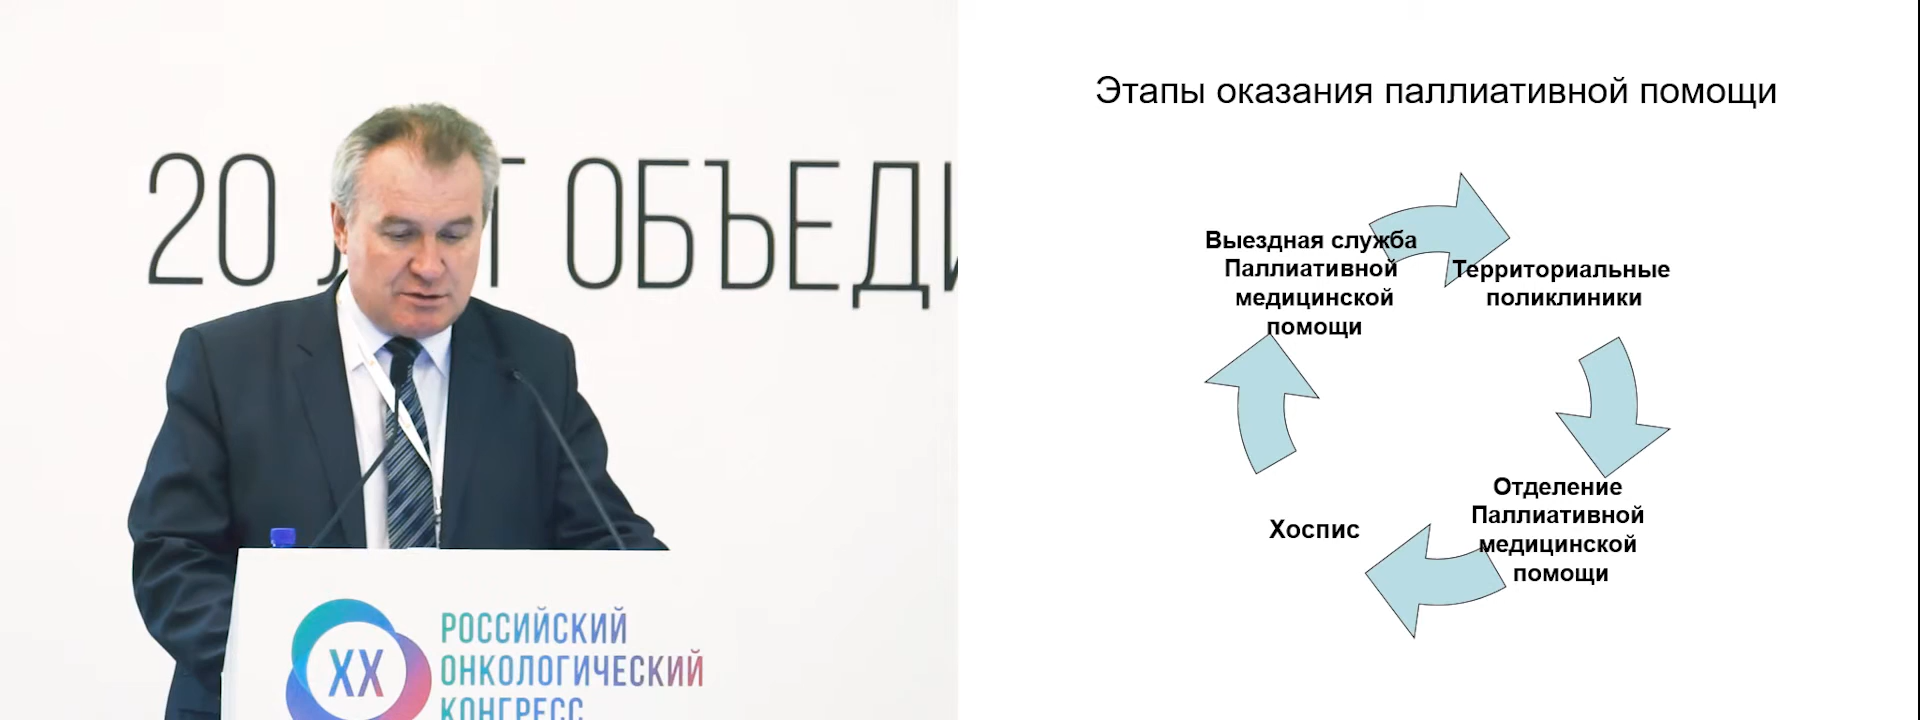 20 ОБЪЕДИ
XX
РОССИЙСКИЙ
ОНКОЛОГИЧЕСКИЙ
КОНГРЕСС
Этапы оказания паллиативной помощи
Выездная служба
Паллиативной
медицинской
помощи
Территориальные
поликлиники
Отделение
Паллиативной
медицинской
помощи
Хоспис